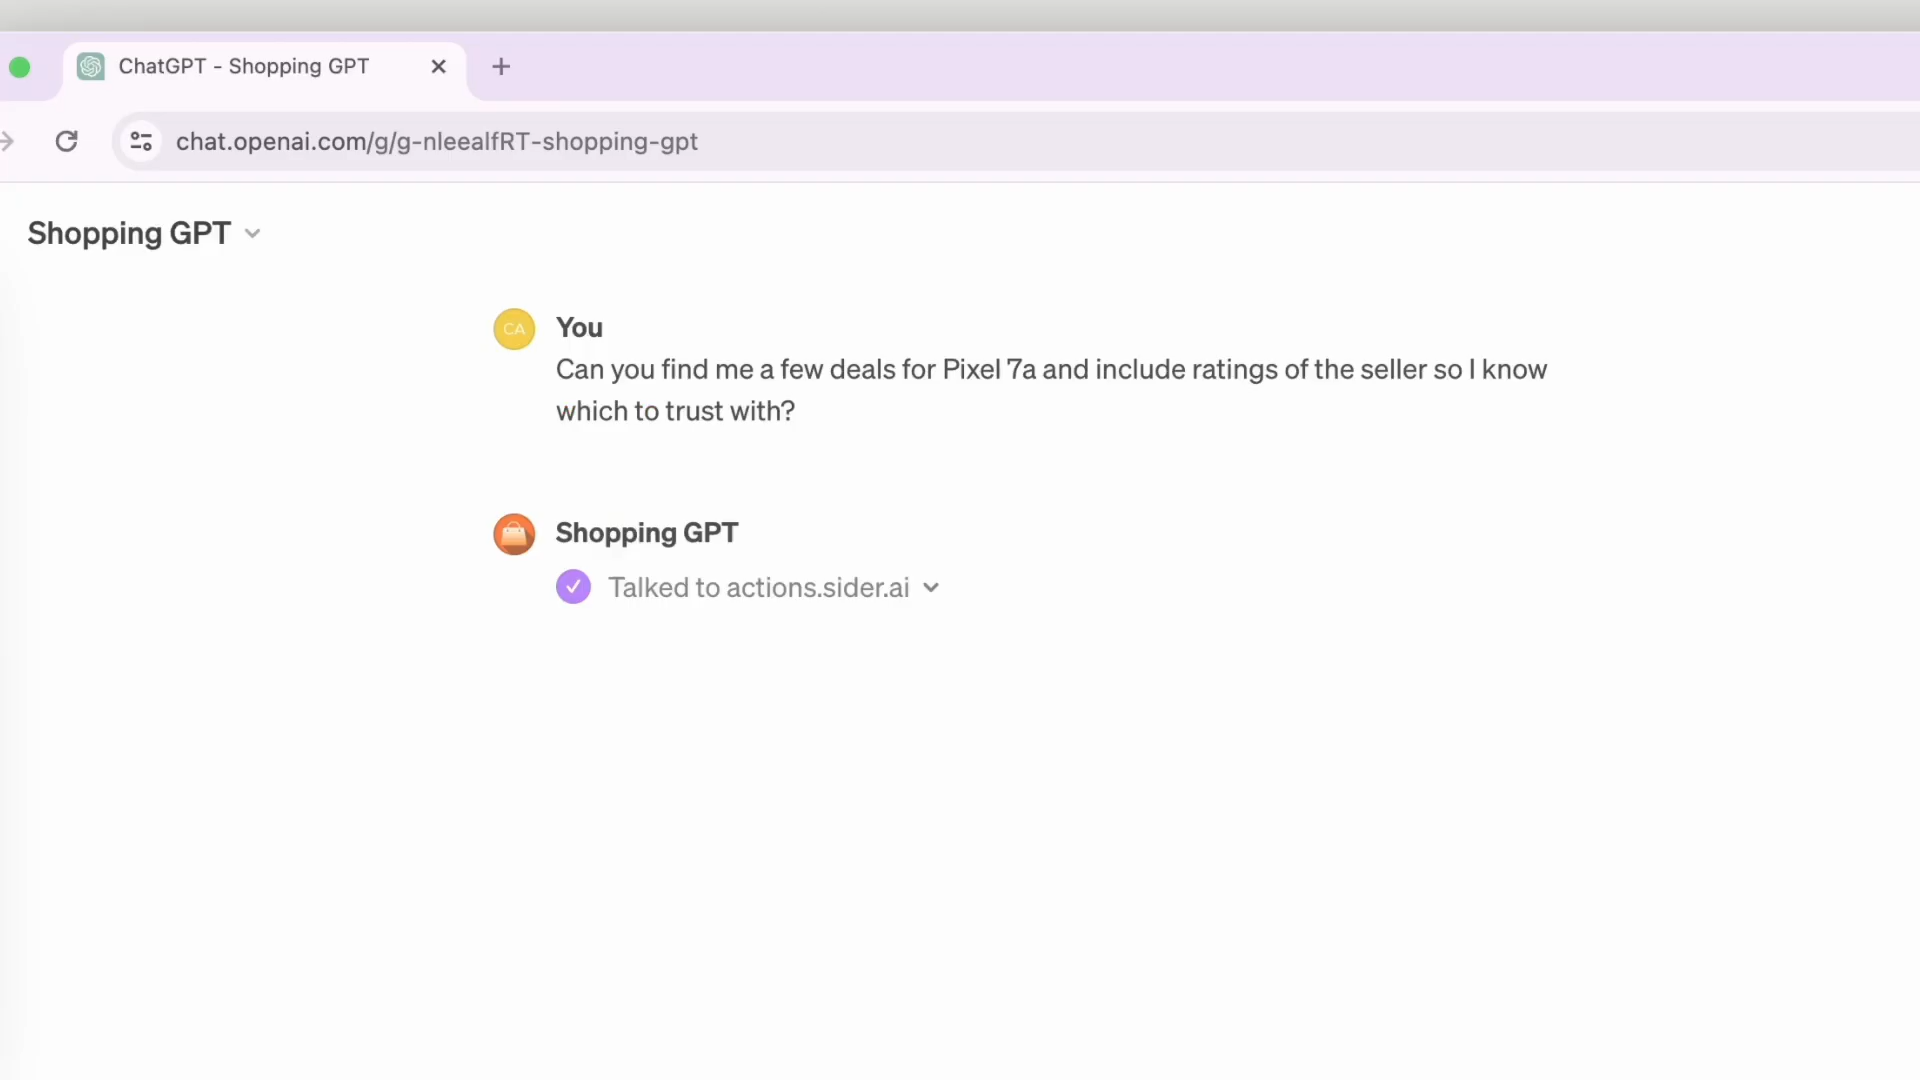 ChatGPT - Shopping GPT
chat.openai.com/g/g-nleealfRT-shopping-gpt
Shopping GPT
CA
You
Can you find me a few deals for Pixel 7a and include ratings of the seller so I know
which to trust with?
Shopping GPT
Talked to actions.sider.ai